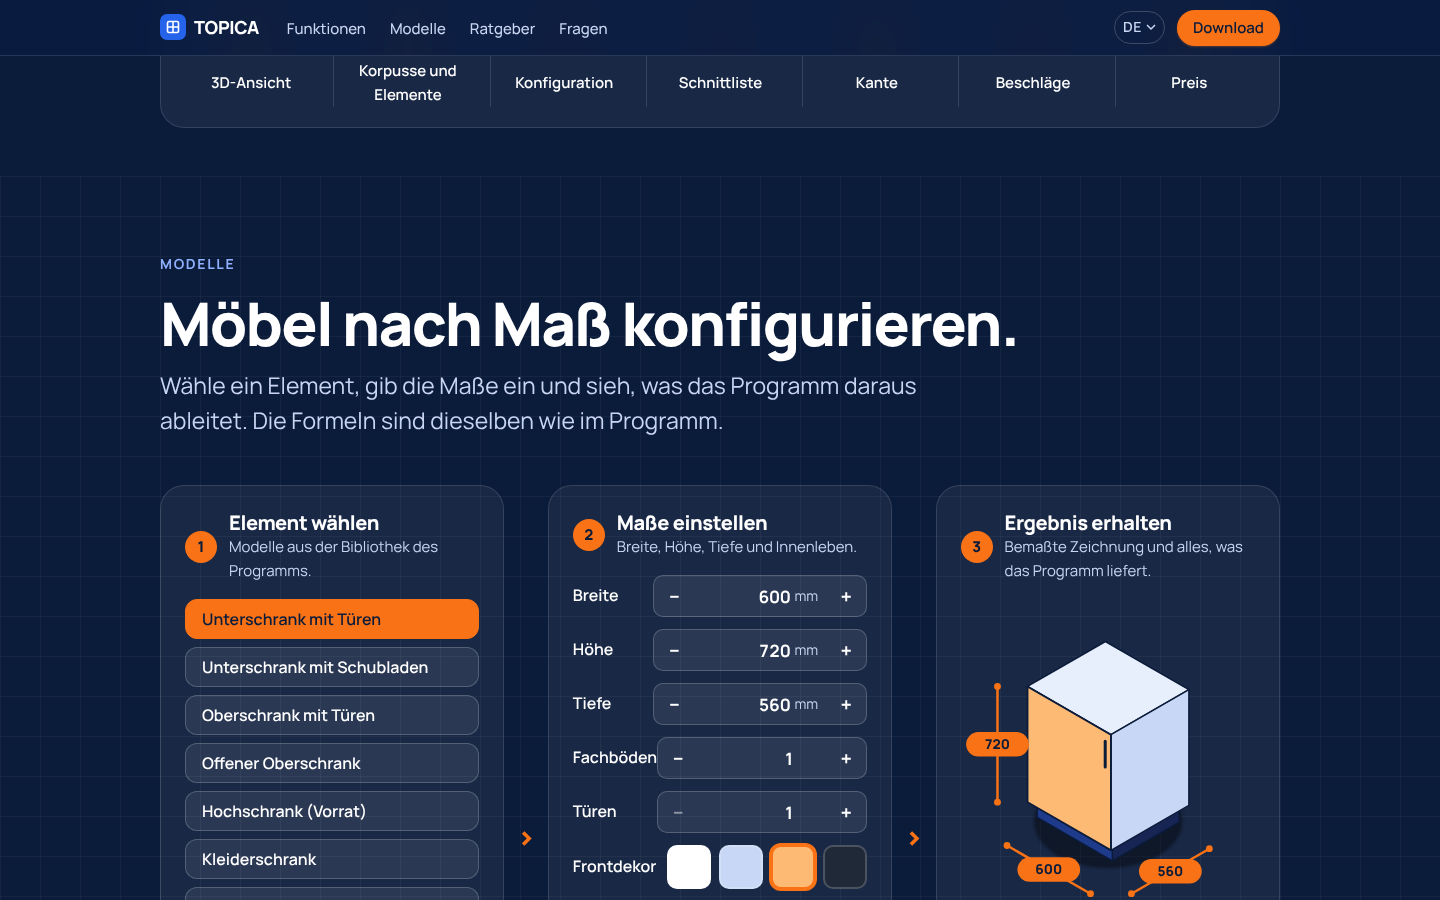 TOPICA
Funktionen
Modelle
Ratgeber
Fragen
DE
Download
3D-Ansicht
Korpusse und
Elemente
Konfiguration
Schnittliste
Kante
Beschläge
Preis
MODELLE
Möbel nach Maß konfigurieren.
Wähle ein Element, gib die Maße ein und sieh, was das Programm daraus
ableitet. Die Formeln sind dieselben wie im Programm.
1
Element wählen
Modelle aus der Bibliothek des
Programms.
Unterschrank mit Türen
Unterschrank mit Schubladen
Oberschrank mit Türen
Offener Oberschrank
Hochschrank (Vorrat)
Kleiderschrank
2
Maße einstellen
Breite, Höhe, Tiefe und Innenleben.
Breite − 600 mm +
Höhe − 720 mm +
Tiefe − 560 mm +
Fachböden − 1 +
Türen − 1 +
Frontdekor
3
Ergebnis erhalten
Bemaßte Zeichnung und alles, was
das Programm liefert.
720
600
560